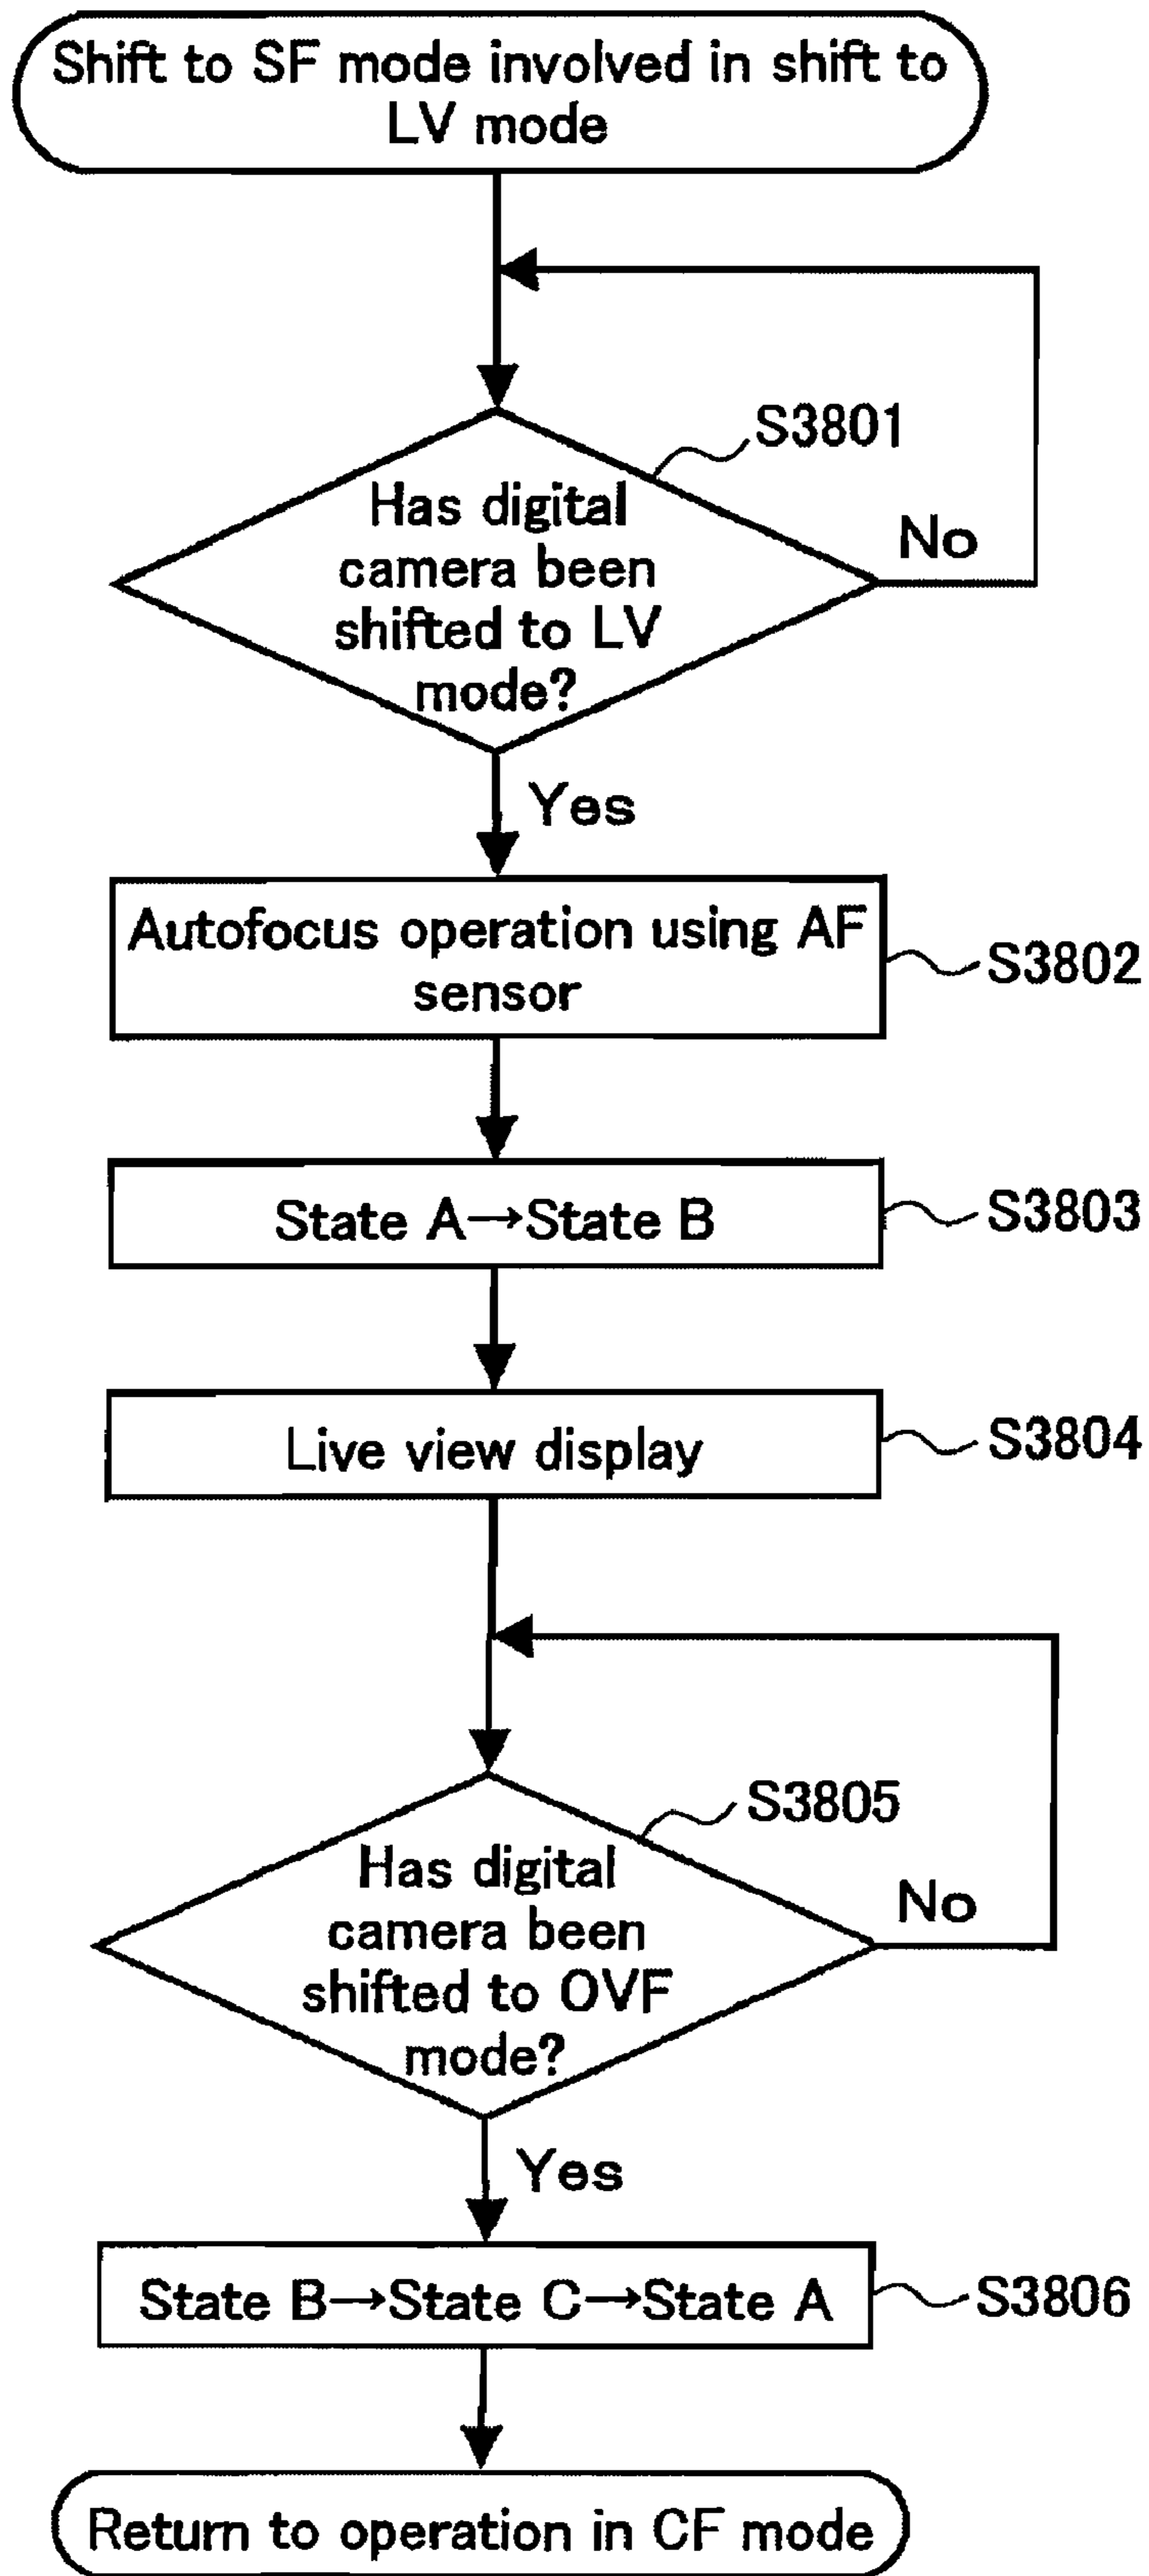 Shift to SF mode involved in shift to
LV mode
S3801
Has digital
camera been
shifted to LV
mode?
No
Yes
Autofocus operation using AF
sensor
S3802
State A→State B
S3803
Live view display
S3804
S3805
Has digital
camera been
shifted to OVF
mode?
No
Yes
State B→State C→State A
S3806
Return to operation in CF mode